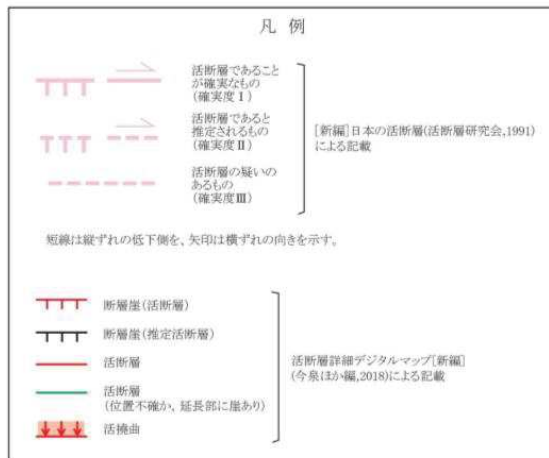 凡 例
活断層であること
が確実なもの
(確実度Ⅰ)
活断層であると
推定されるもの
(確実度Ⅱ)
活断層の疑いの
あるもの
(確実度Ⅲ)
[新編]日本の活断層(活断層研究会,1991)
による記載
短線は縦ずれの低下側を、矢印は横ずれの向きを示す。
断層崖(活断層)
断層崖(推定活断層)
活断層
活断層
(位置不確か, 延長部に崖あり)
活撓曲
活断層詳細デジタルマップ[新編]
(今泉ほか編,2018)による記載